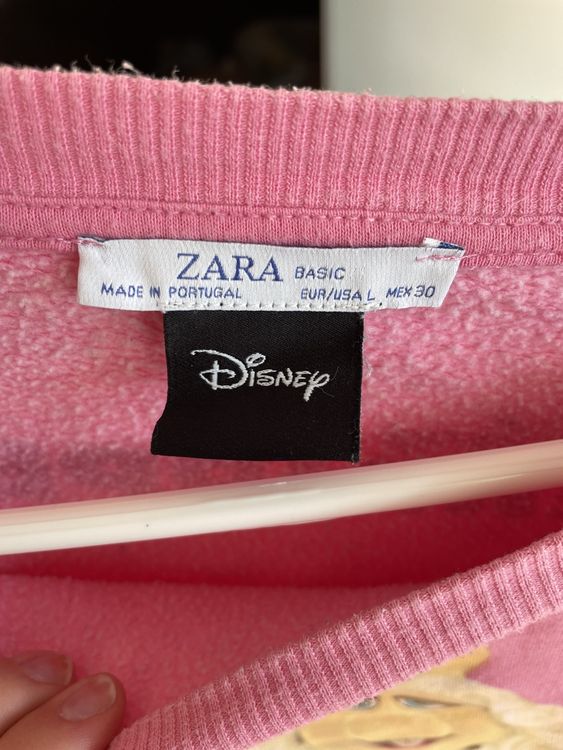 ZARA BASIC
MADE IN PORTUGAL EUR/USA L MEX 30
Disney